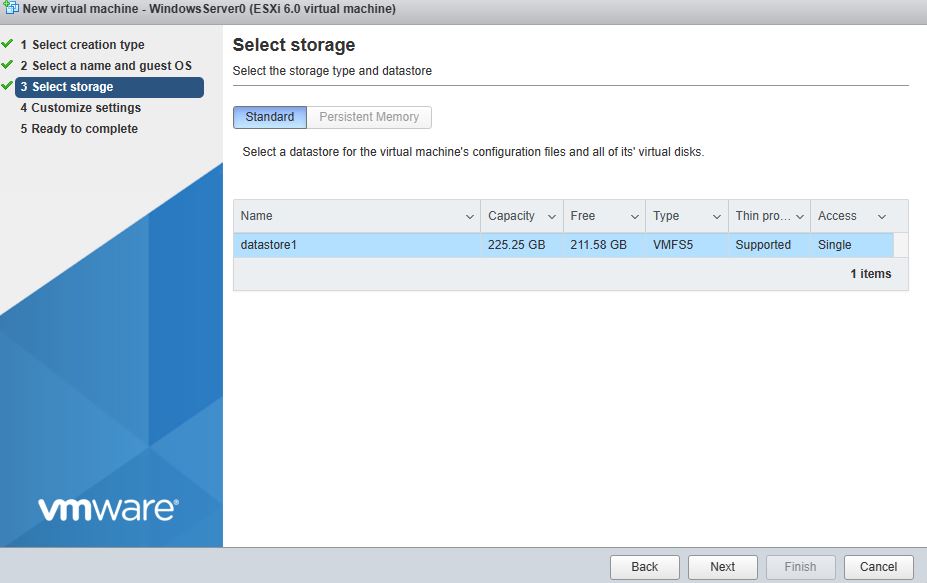 New virtual machine - WindowsServer0 (ESXi 6.0 virtual machine)
1 Select creation type
2 Select a name and guest OS
3 Select storage
4 Customize settings
5 Ready to complete
Select storage
Select the storage type and datastore
Standard Persistent Memory
Select a datastore for the virtual machine's configuration files and all of its' virtual disks.
Name Capacity Free Type Thin pro... Access
datastore1 225.25 GB 211.58 GB VMFS5 Supported Single
1 items
vmware®
Back Next Finish Cancel